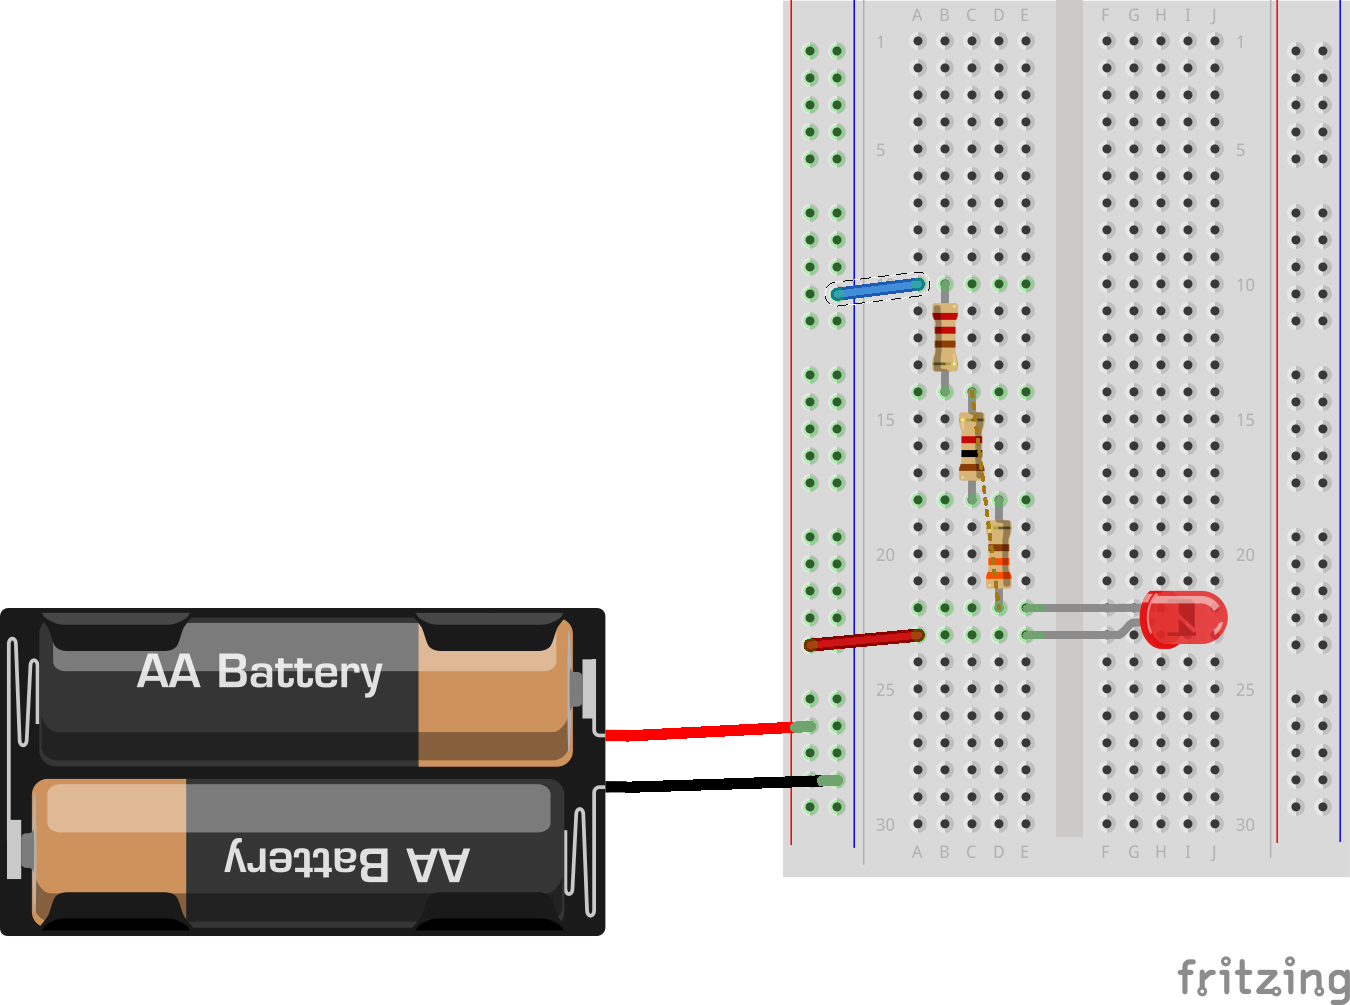 A B C D E F G H I J
1 1
5 5
10
15 15
20 20
25 25
30 30
A B C D E F G H I J
AA Battery
AA Battery
fritzing